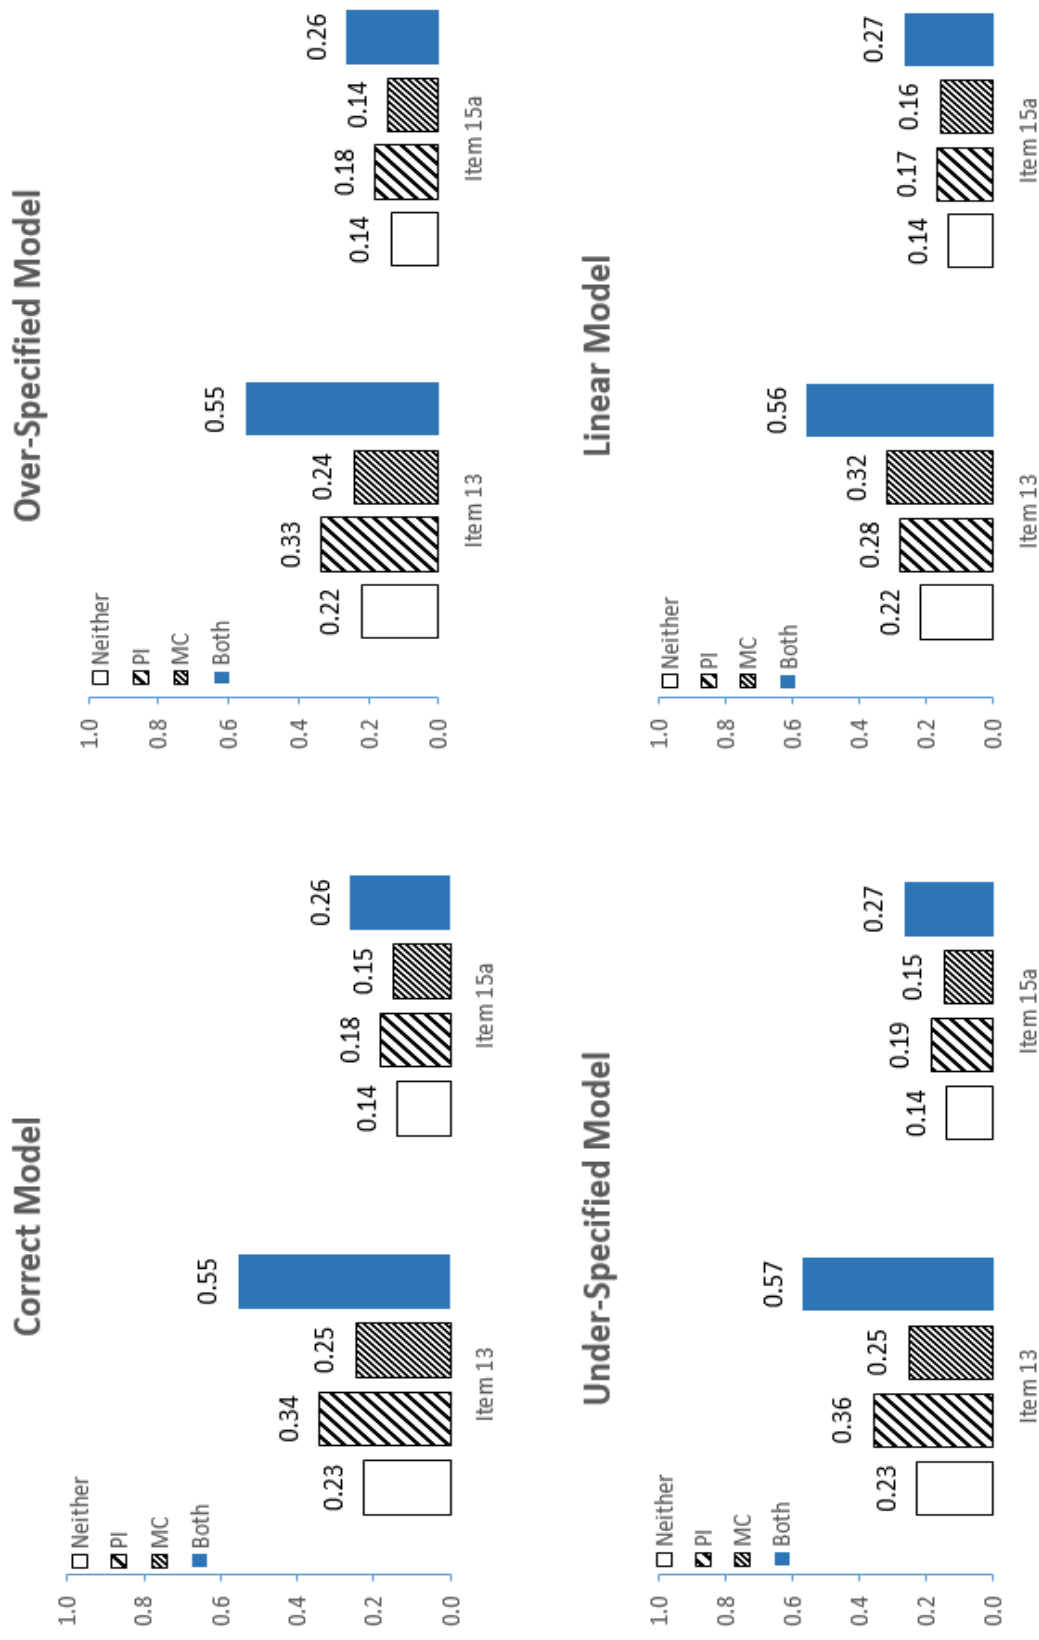 Correct Model
1.0
0.8
0.6
0.4
0.2
0.0
Neither
PI
MC
Both
0.23
0.34
0.25
0.55
0.14
0.18
0.15
0.26
Item 13
Item 15a
Over-Specified Model
1.0
0.8
0.6
0.4
0.2
0.0
Neither
PI
MC
Both
0.22
0.33
0.24
0.55
0.14
0.18
0.14
0.26
Item 13
Item 15a
Under-Specified Model
1.0
0.8
0.6
0.4
0.2
0.0
Neither
PI
MC
Both
0.23
0.36
0.25
0.57
0.14
0.19
0.15
0.27
Item 13
Item 15a
Linear Model
1.0
0.8
0.6
0.4
0.2
0.0
Neither
PI
MC
Both
0.22
0.28
0.32
0.56
0.14
0.17
0.16
0.27
Item 13
Item 15a